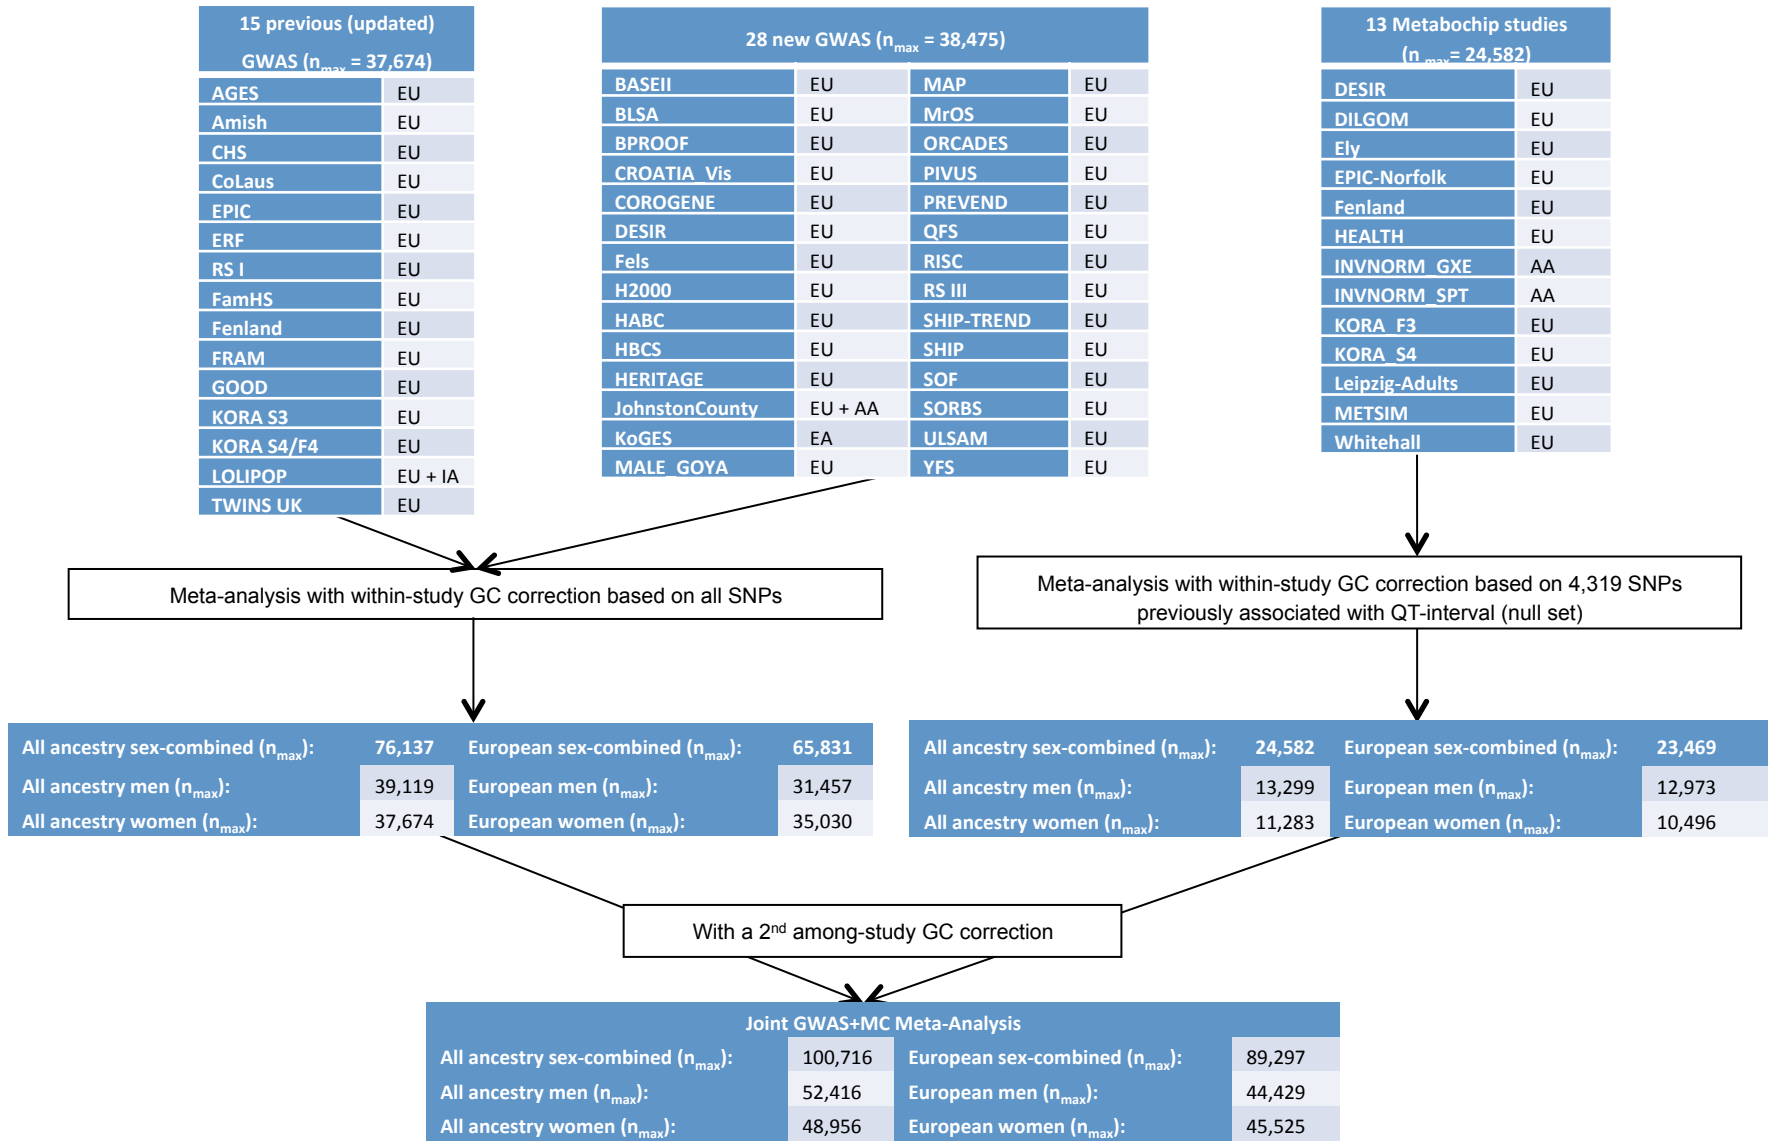 15 previous (updated)
GWAS (nmax = 37,674)
AGES EU
Amish EU
CHS EU
CoLaus EU
EPIC EU
ERF EU
RS I EU
FamHS EU
Fenland EU
FRAM EU
GOOD EU
KORA S3 EU
KORA S4/F4 EU
LOLIPOP EU + IA
TWINS UK EU
28 new GWAS (nmax = 38,475)
BASEII EU MAP EU
BLSA EU MrOS EU
BPROOF EU ORCADES EU
CROATIA_Vis EU PIVUS EU
COROGENE EU PREVEND EU
DESIR EU QFS EU
Fels EU RISC EU
H2000 EU RS III EU
HABC EU SHIP-TREND EU
HBCS EU SHIP EU
HERITAGE EU SOF EU
JohnstonCounty EU + AA SORBS EU
KoGES EA ULSAM EU
MALE_GOYA EU YFS EU
13 Metabochip studies
(n max= 24,582)
DESIR EU
DILGOM EU
Ely EU
EPIC-Norfolk EU
Fenland EU
HEALTH EU
INVNORM_GXE AA
INVNORM_SPT AA
KORA_F3 EU
KORA_S4 EU
Leipzig-Adults EU
METSIM EU
Whitehall EU
Meta-analysis with within-study GC correction based on all SNPs
Meta-analysis with within-study GC correction based on 4,319 SNPs
previously associated with QT-interval (null set)
All ancestry sex-combined (nmax): 76,137 European sex-combined (nmax): 65,831
All ancestry men (nmax): 39,119 European men (nmax): 31,457
All ancestry women (nmax): 37,674 European women (nmax): 35,030
All ancestry sex-combined (nmax): 24,582 European sex-combined (nmax): 23,469
All ancestry men (nmax): 13,299 European men (nmax): 12,973
All ancestry women (nmax): 11,283 European women (nmax): 10,496
With a 2nd among-study GC correction
Joint GWAS+MC Meta-Analysis
All ancestry sex-combined (nmax): 100,716 European sex-combined (nmax): 89,297
All ancestry men (nmax): 52,416 European men (nmax): 44,429
All ancestry women (nmax): 48,956 European women (nmax): 45,525